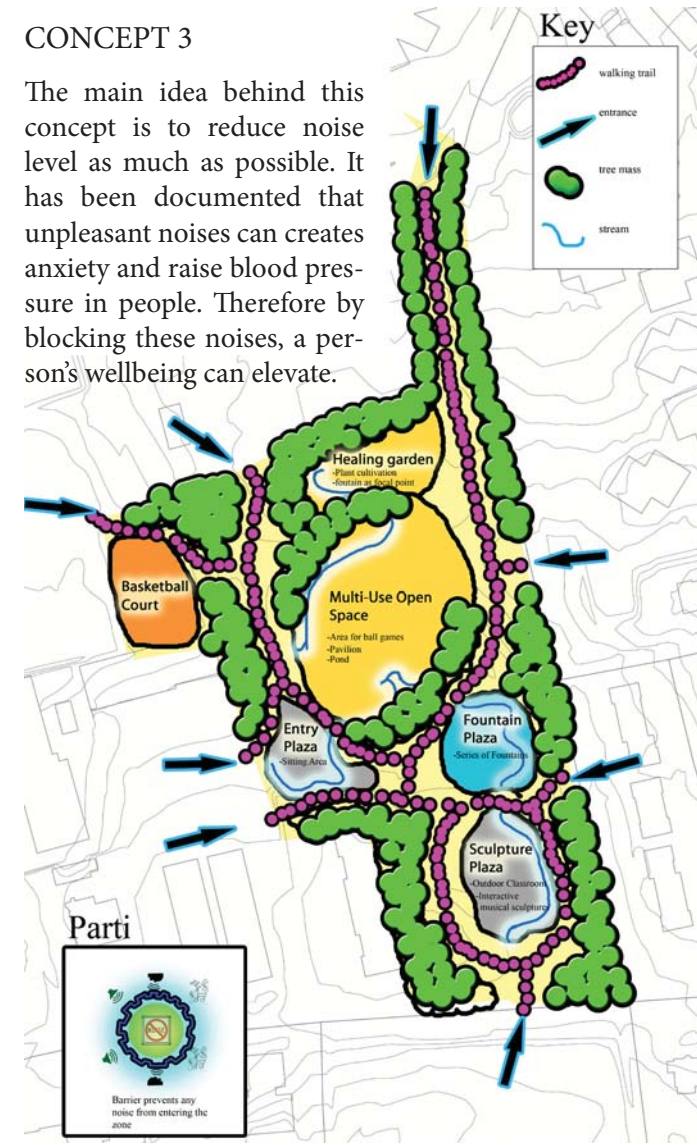 CONCEPT 3
The main idea behind this
concept is to reduce noise
level as much as possible. It
has been documented that
unpleasant noises can creates
anxiety and raise blood pres-
sure in people. Therefore by
blocking these noises, a per-
son's wellbeing can elevate.
Key
walking trail
entrance
tree mass
stream
Healing garden
-Plant cultivation
-foutain as focal point
Basketball
Court
Multi-Use Open
Space
-Area for ball games
-Pavilion
-Pond
Entry
Plaza
-Sitting Area
Fountain
Plaza
-Series of Fountains
Sculpture
Plaza
-Outdoor Classroom
-Interactive
musical sculpture
Parti
Barrier prevents any
noise from entering the
zone